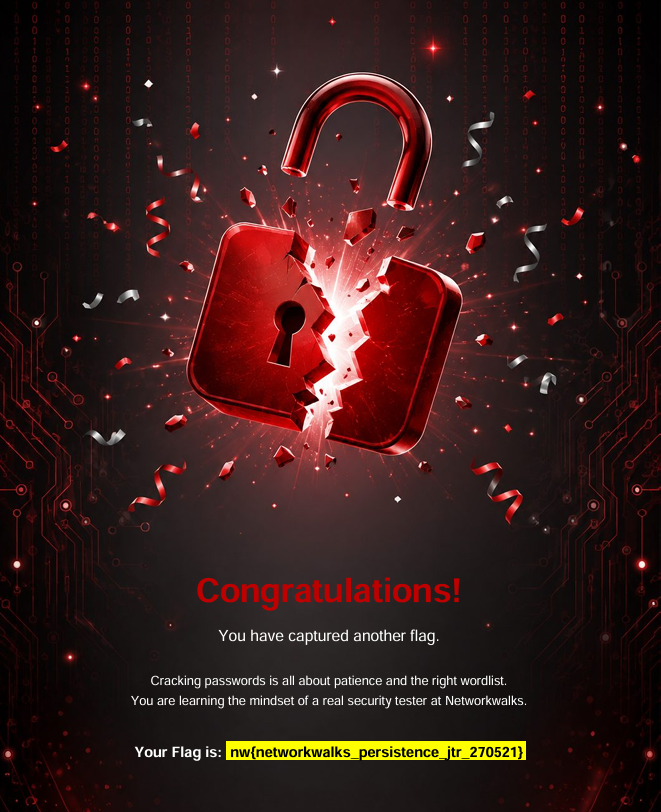 Congratulations!
You have captured another flag.
Cracking passwords is all about patience and the right wordlist.
You are learning the mindset of a real security tester at Networkwalks.
Your Flag is: nw{networkwalks_persistence_jtr_270521}